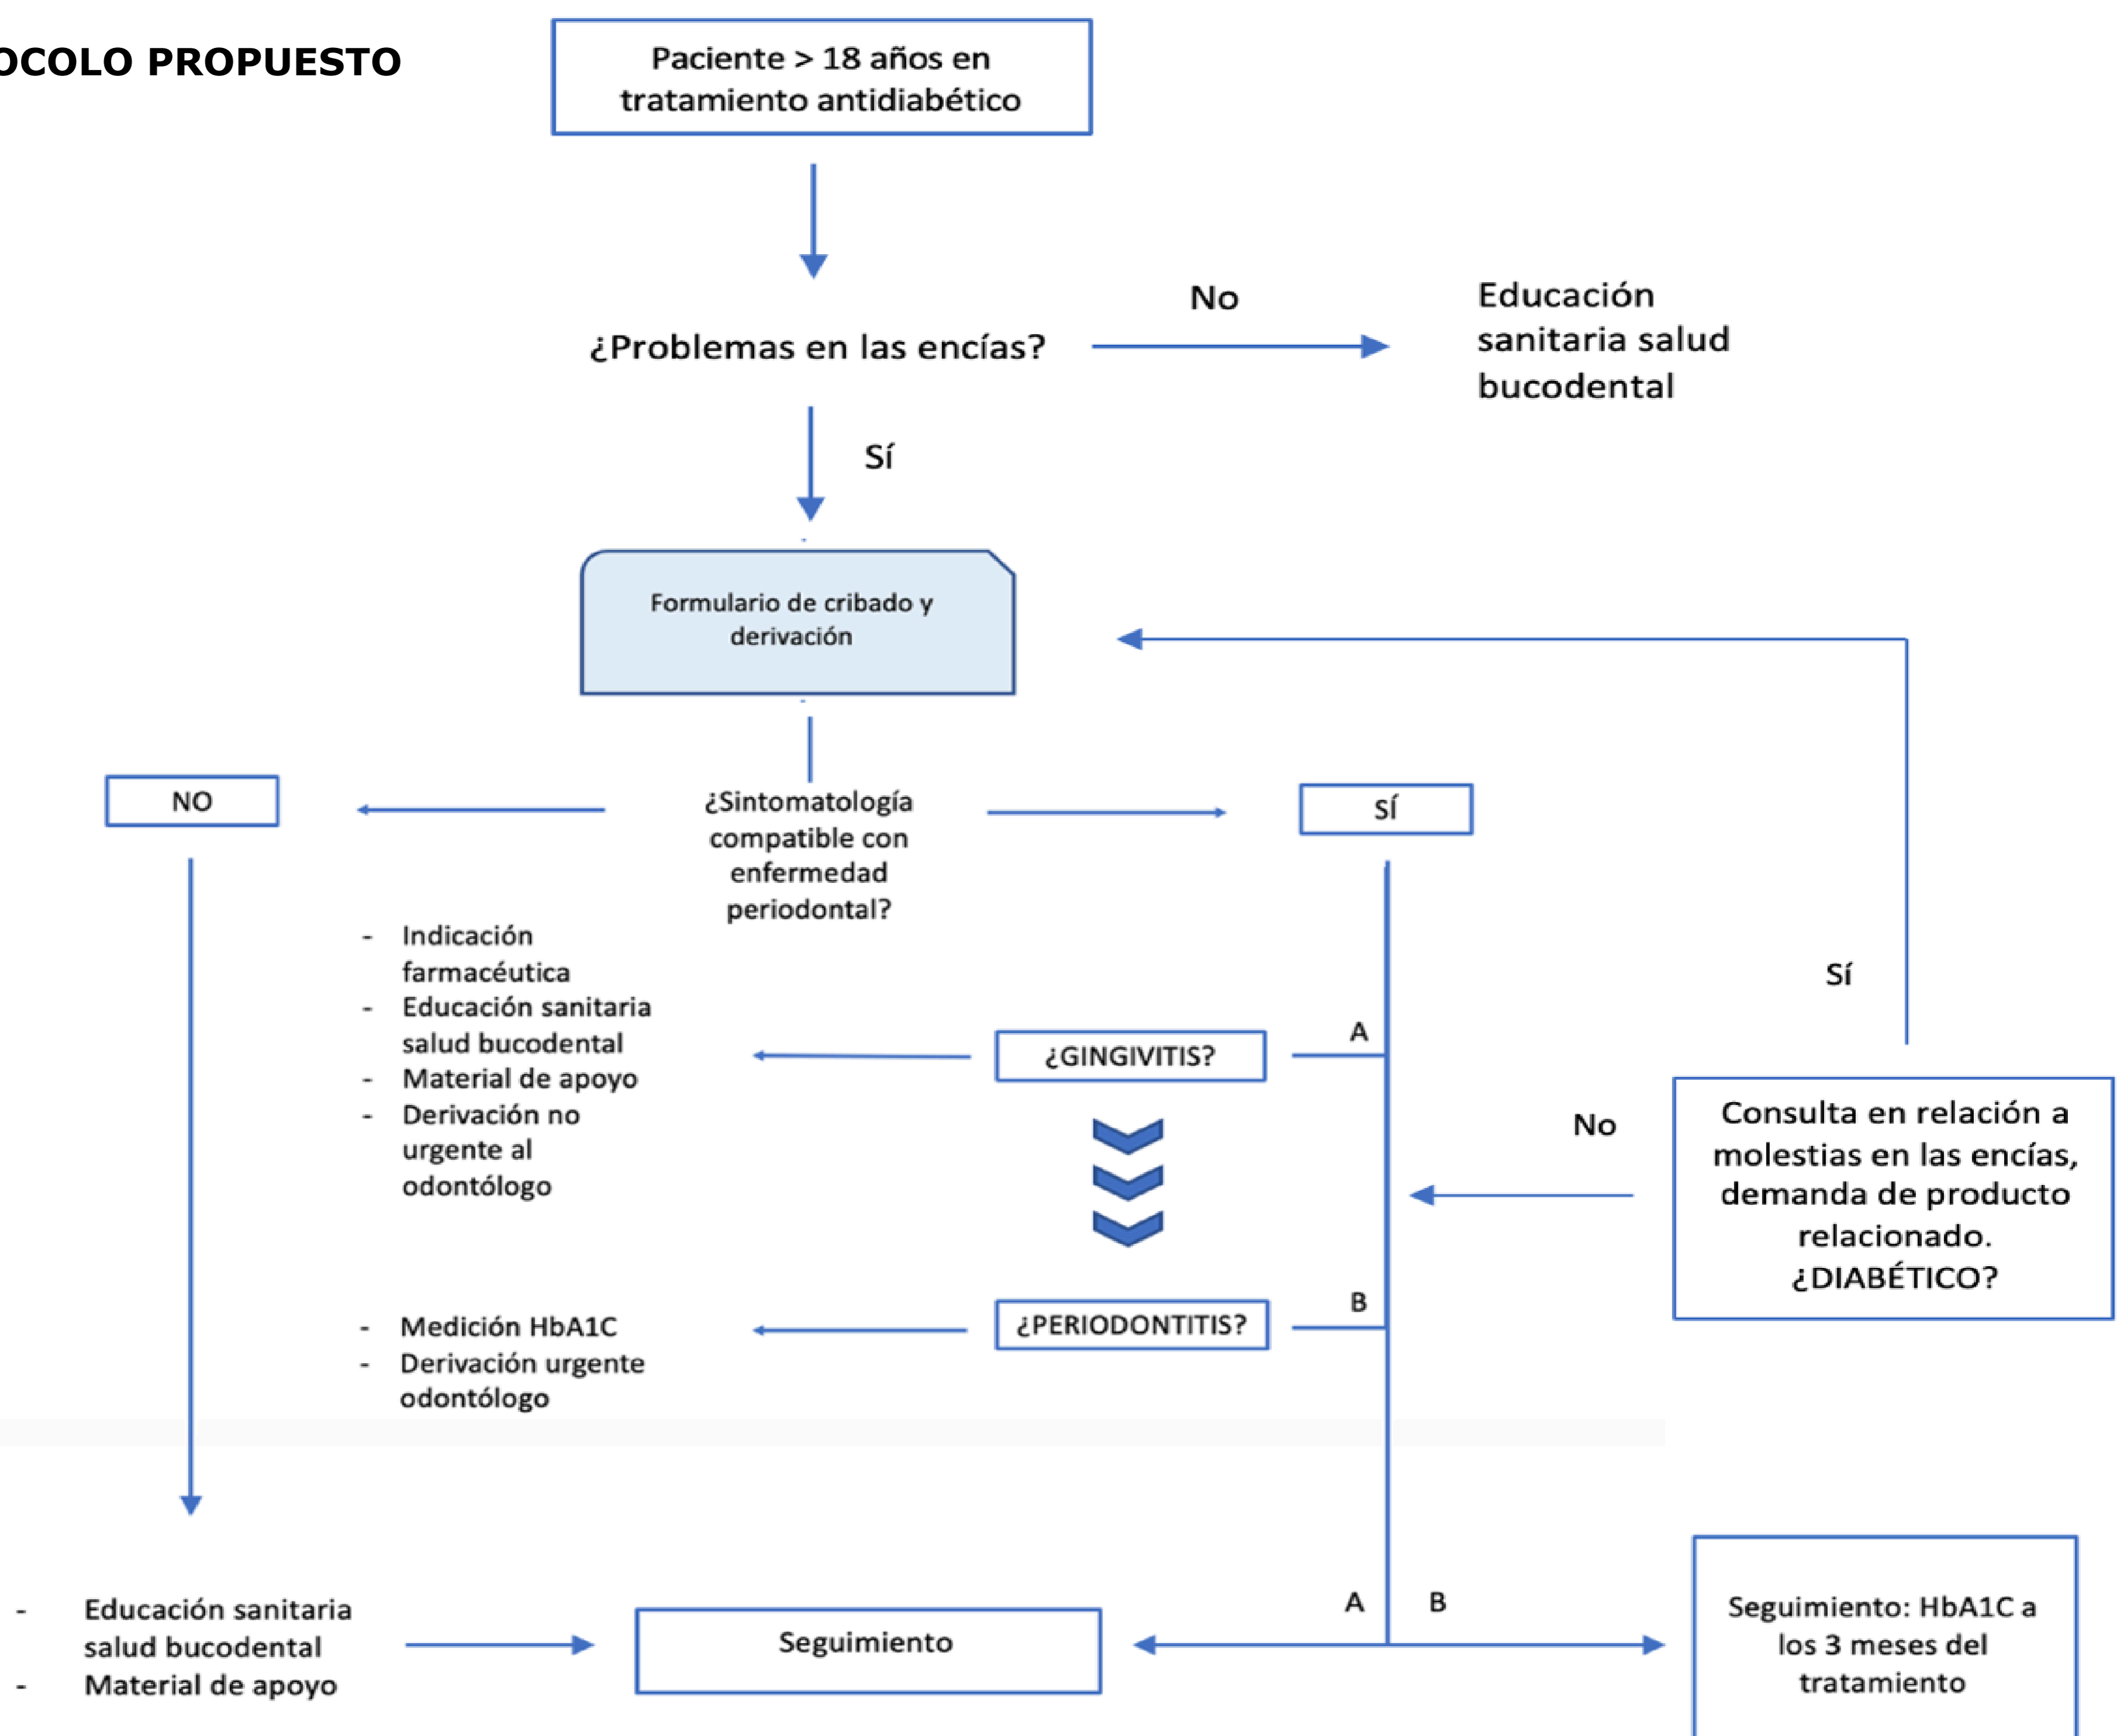 OCOLO PROPUESTO
Paciente > 18 años en
tratamiento antidiabético
¿Problemas en las encías?
No
Educación
sanitaria salud
bucodental
Sí
Formulario de cribado y
derivación
NO
¿Sintomatología
compatible con
enfermedad
periodontal?
SÍ
- Indicación
farmacéutica
- Educación sanitaria
salud bucodental
- Material de apoyo
- Derivación no
urgente al
odontólogo
¿GINGIVITIS?
A
Sí
No
Consulta en relación a
molestias en las encías,
demanda de producto
relacionado.
¿DIABÉTICO?
- Medición HbA1C
- Derivación urgente
odontólogo
¿PERIODONTITIS?
B
- Educación sanitaria
salud bucodental
- Material de apoyo
Seguimiento
A
B
Seguimiento: HbA1C a
los 3 meses del
tratamiento